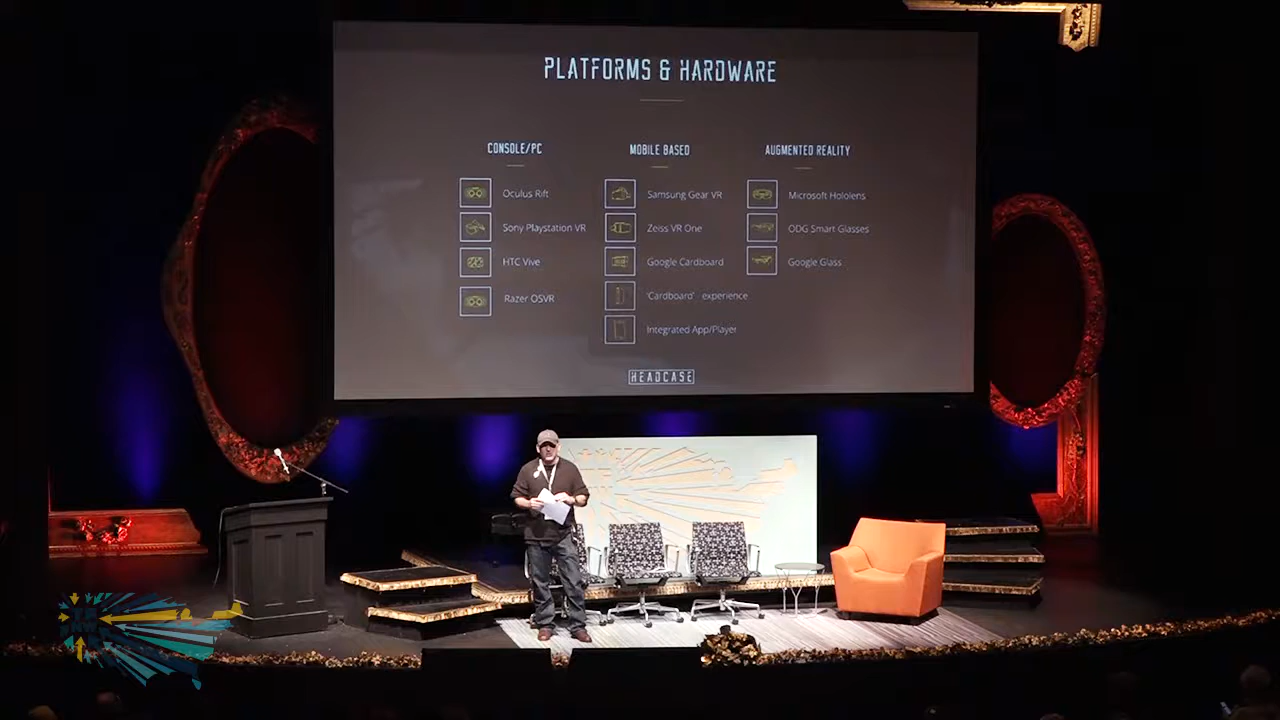 PLATFORMS & HARDWARE
CONSOLE/PC
Oculus Rift
Sony Playstation VR
HTC Vive
Razer OSVR
MOBILE BASED
Samsung Gear VR
Zeiss VR One
Google Cardboard
'Cardboard' experience
Integrated App/Player
AUGMENTED REALITY
Microsoft Hololens
ODG Smart Glasses
Google Glass
HEADCASE